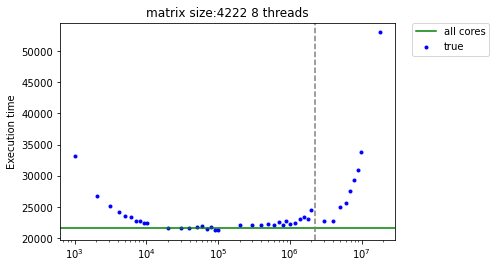 matrix size:4222 8 threads
all cores
true
Execution time
50000
45000
40000
35000
30000
25000
20000
10³ 10⁴ 10⁵ 10⁶ 10⁷